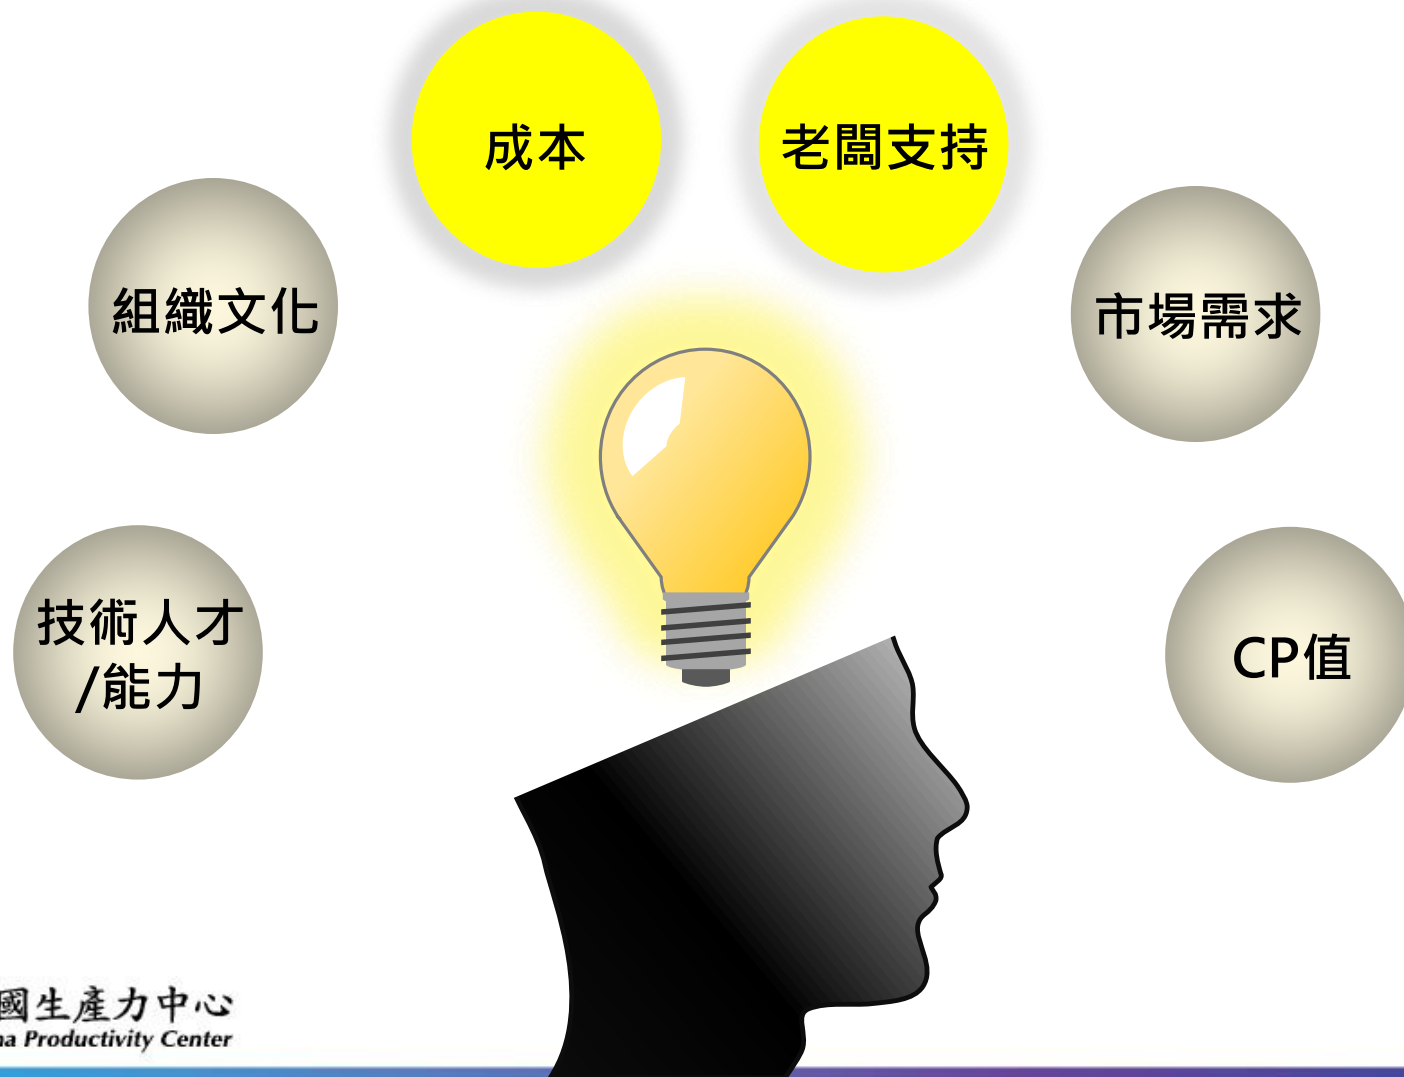 成本
老闆支持
組織文化
市場需求
技術人才
/能力
CP值
國生產力中心
na Productivity Center